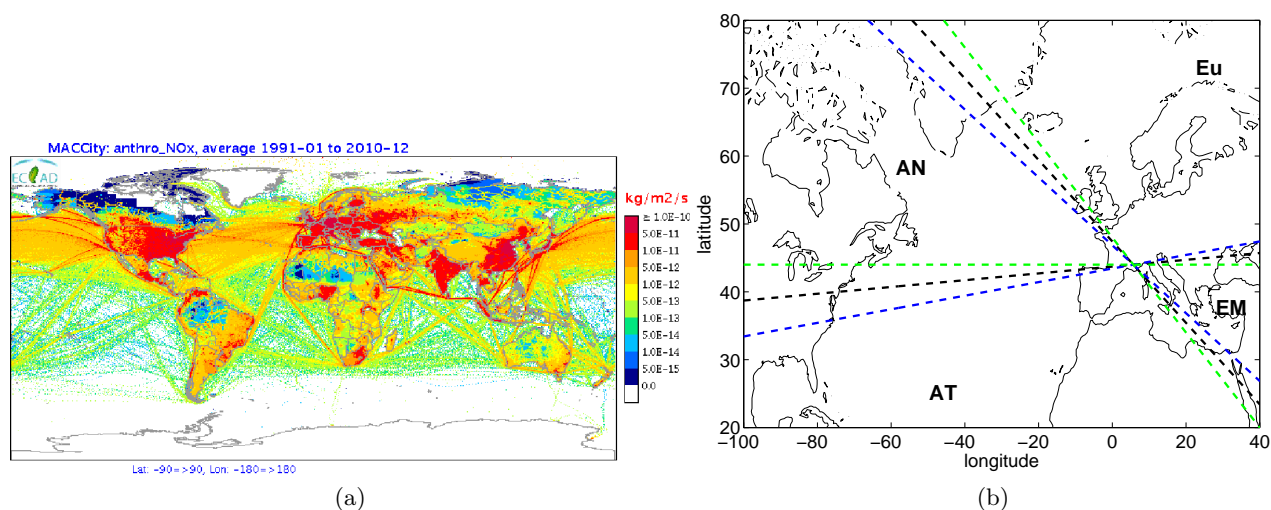 MACCity: anthro_NOx, average 1991-01 to 2010-12
EC AD
kg/m2/s
≥ 1.0E-10
5.0E-11
1.0E-11
5.0E-12
1.0E-12
5.0E-13
1.0E-13
5.0E-14
1.0E-14
5.0E-15
0.0
Lat: -90=>90, Lon: -180=>180
(a)
80
70
60
50
40
30
20
latitude
-100
-80
-60
-40
-20
0
20
40
longitude
Eu
AN
EM
AT
(b)